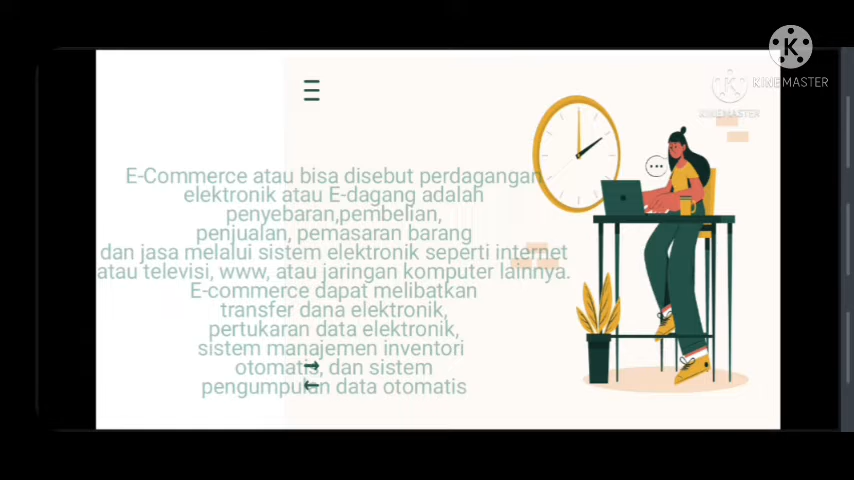 K
KINEMASTER
KINEMASTER
E-Commerce atau bisa disebut perdagangan
elektronik atau E-dagang adalah
penyebaran,pembelian,
penjualan, pemasaran barang
dan jasa melalui sistem elektronik seperti internet
atau televisi, www, atau jaringan komputer lainnya.
E-commerce dapat melibatkan
transfer dana elektronik,
pertukaran data elektronik,
sistem manajemen inventori
otomatis, dan sistem
pengumpulan data otomatis